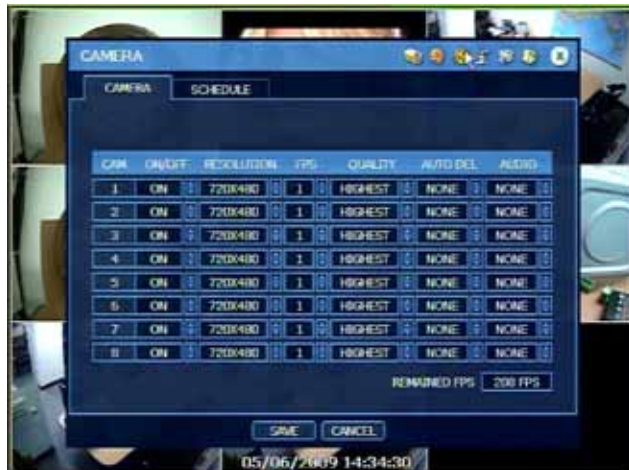 CAMERA
CAMERA SCHEDULE
CAM ON/OFF RESOLUTION FPS QUALITY AUTO DEL AUDIO
1 ON 720X480 1 HIGHEST NONE NONE
2 ON 720X480 1 HIGHEST NONE NONE
3 ON 720X480 1 HIGHEST NONE NONE
4 ON 720X480 1 HIGHEST NONE NONE
5 ON 720X480 1 HIGHEST NONE NONE
6 ON 720X480 1 HIGHEST NONE NONE
7 ON 720X480 1 HIGHEST NONE NONE
8 ON 720X480 1 HIGHEST NONE NONE
REMAINED FPS 208 FPS
SAVE CANCEL
05/06/2009 14:34:30